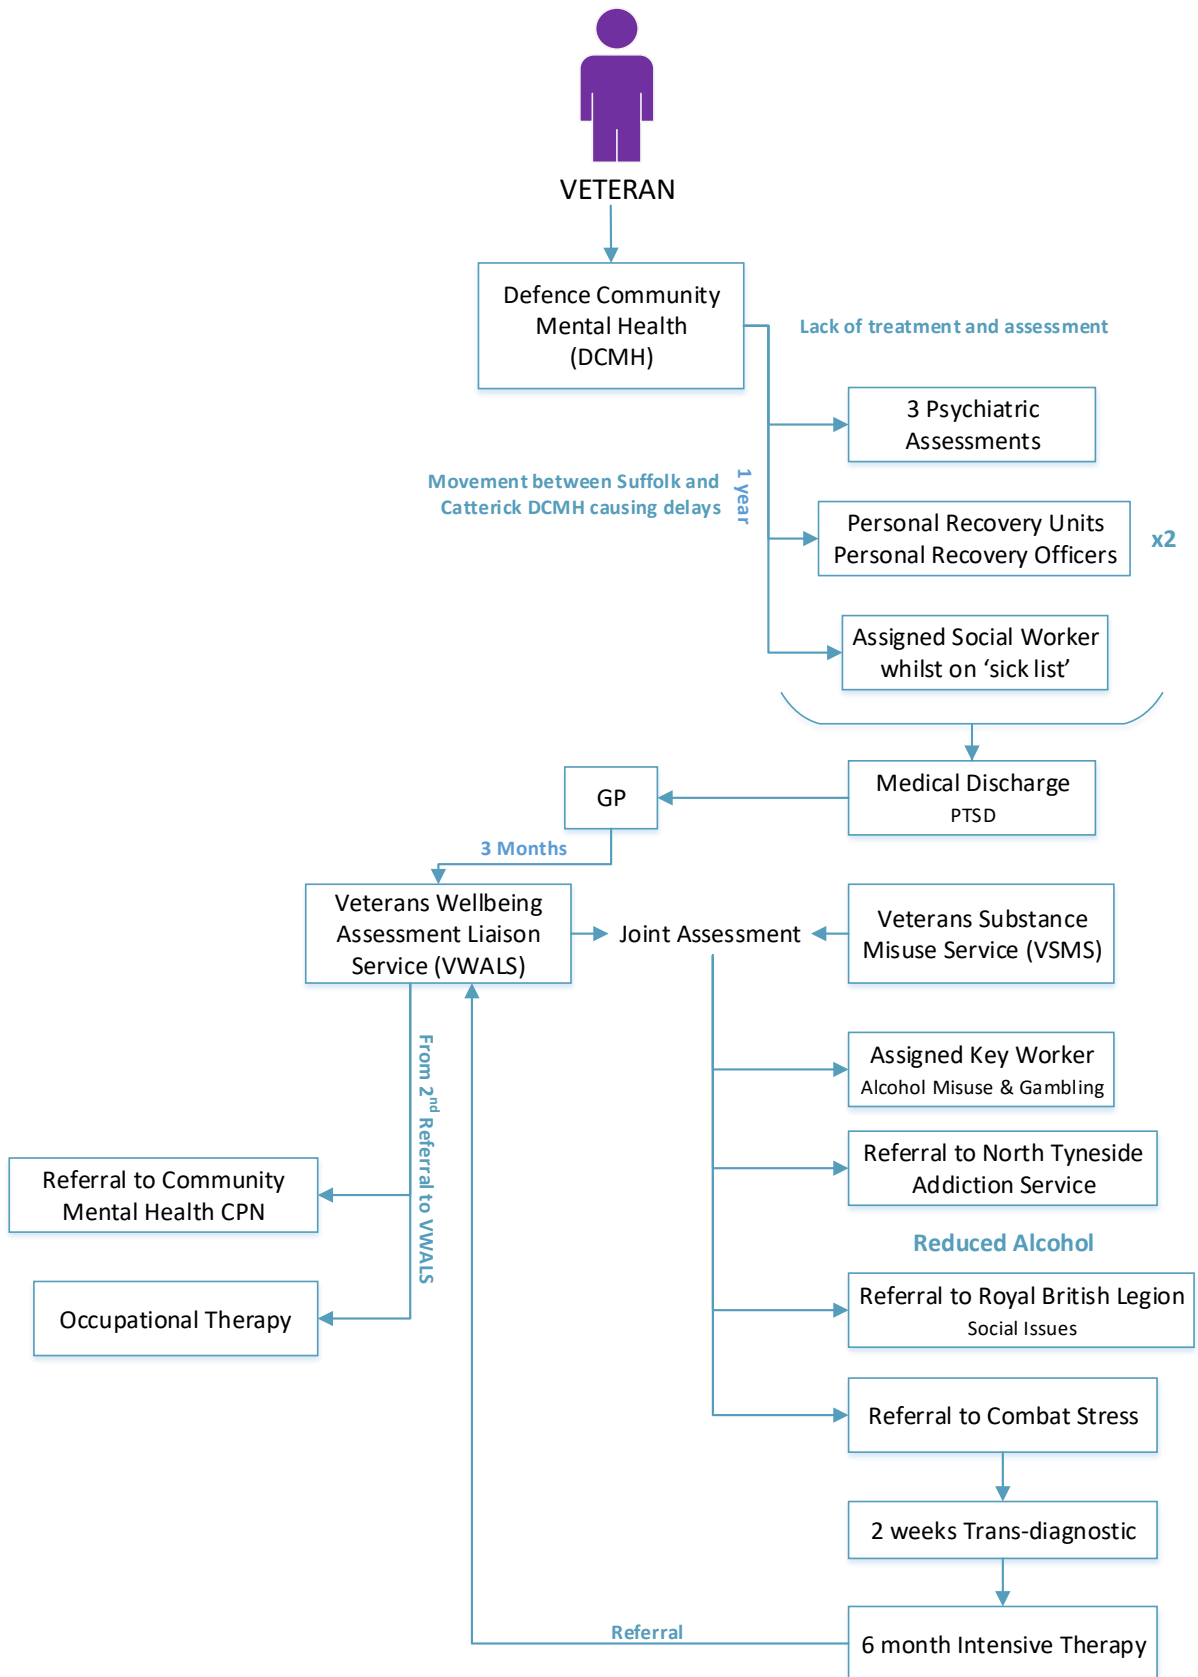 VETERAN
Defence Community
Mental Health
(DCMH)
Lack of treatment and assessment
3 Psychiatric
Assessments
Movement between Suffolk and
Catterick DCMH causing delays
1 year
Personal Recovery Units
Personal Recovery Officers
x2
Assigned Social Worker
whilst on ‘sick list’
Medical Discharge
PTSD
GP
3 Months
Veterans Wellbeing
Assessment Liaison
Service (VWALS)
Joint Assessment
Veterans Substance
Misuse Service (VSMS)
From 2nd Referral to VWALS
Assigned Key Worker
Alcohol Misuse & Gambling
Referral to Community
Mental Health CPN
Referral to North Tyneside
Addiction Service
Reduced Alcohol
Occupational Therapy
Referral to Royal British Legion
Social Issues
Referral to Combat Stress
2 weeks Trans-diagnostic
Referral
6 month Intensive Therapy